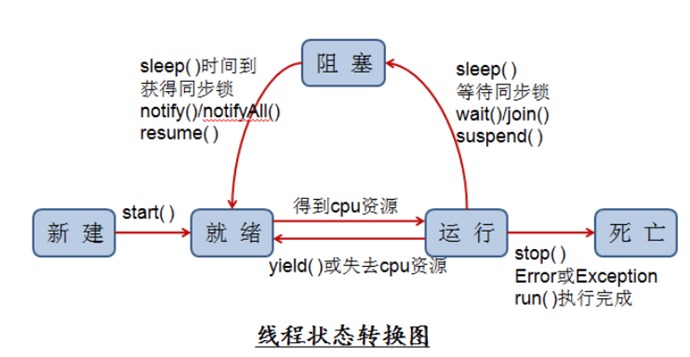 阻 塞
sleep( )时间到
获得同步锁
notify()/notifyAll()
resume( )
sleep( )
等待同步锁
wait()/join()
suspend( )
新 建
start( )
就 绪
得到cpu资源
yield( )或失去cpu资源
运 行
死 亡
stop( )
Error或Exception
run( )执行完成
线程状态转换图